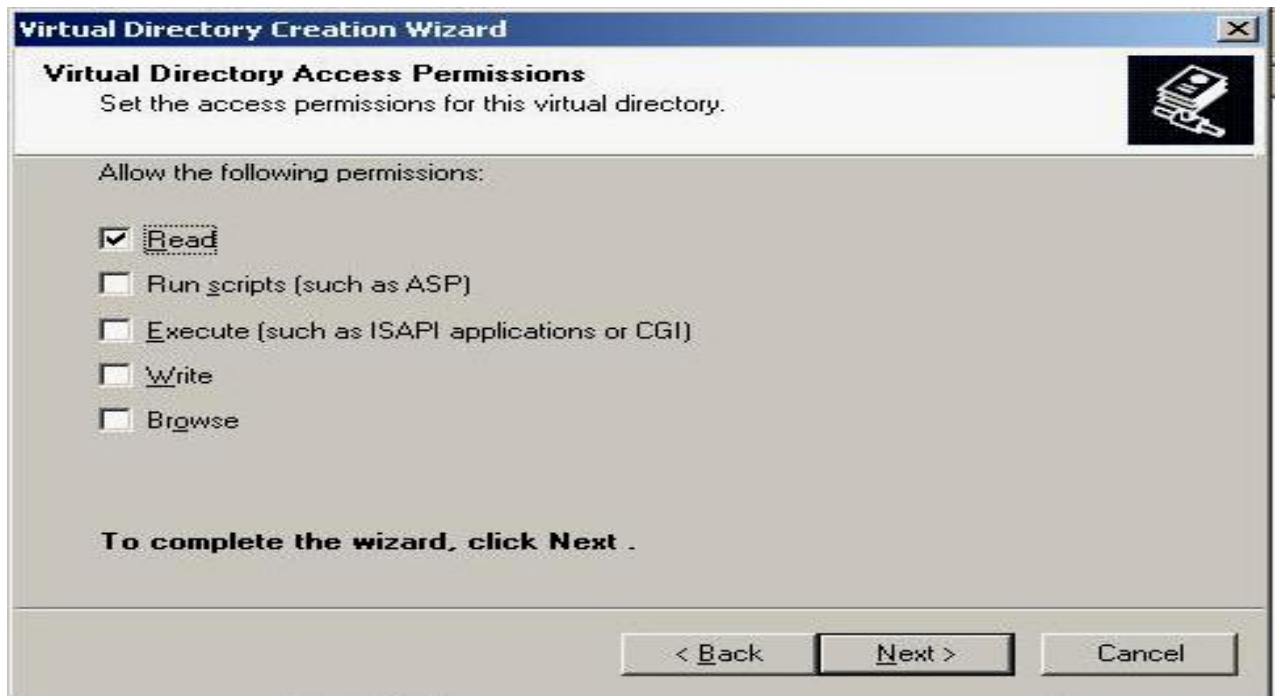 Virtual Directory Creation Wizard
Virtual Directory Access Permissions
Set the access permissions for this virtual directory.
Allow the following permissions:
Read
Run scripts (such as ASP)
Execute (such as ISAPI applications or CGI)
Write
Browse
To complete the wizard, click Next .
< Back Next > Cancel